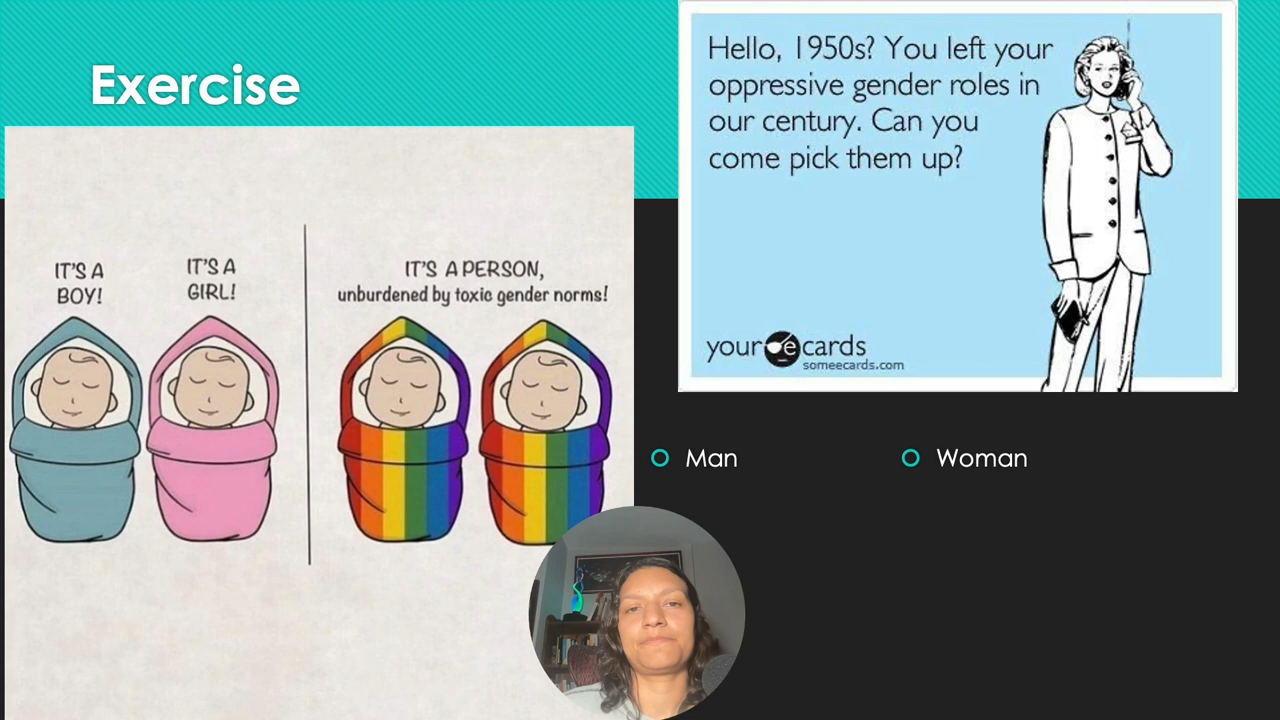 Exercise
IT'S A
BOY!
IT'S A
GIRL!
IT'S A PERSON,
unburdened by toxic gender norms!
Hello, 1950s? You left your
oppressive gender roles in
our century. Can you
come pick them up?
your e cards
someecards.com
Man
Woman